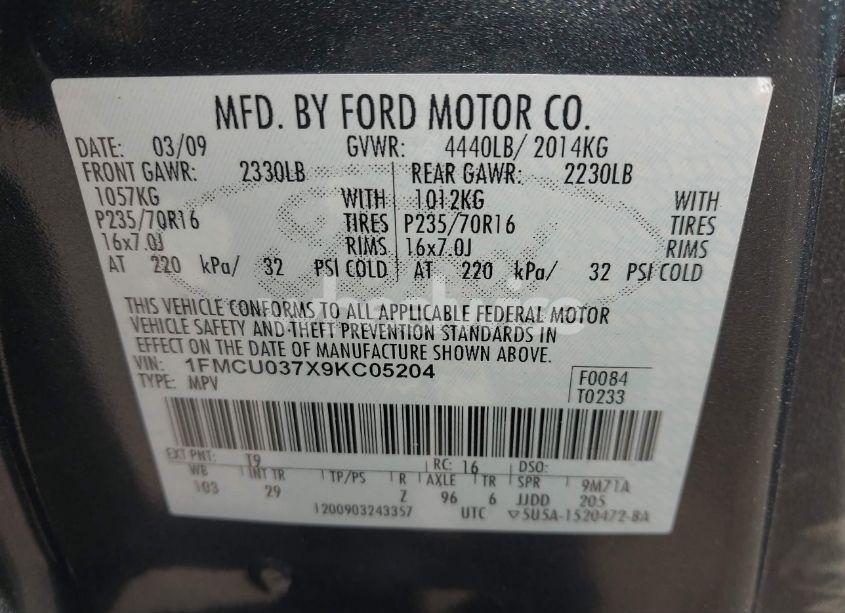 MFD. BY FORD MOTOR CO.
DATE: 03/09 GVWR: 4440LB/ 2014KG
FRONT GAWR: 2330LB REAR GAWR: 2230LB
1057KG WITH 1012KG WITH
P235/70R16 TIRES P235/70R16 TIRES
16x7.0J RIMS 16x7.0J RIMS
AT 220 kPa/ 32 PSI COLD AT 220 kPa/ 32 PSI COLD
THIS VEHICLE CONFORMS TO ALL APPLICABLE FEDERAL MOTOR
VEHICLE SAFETY AND THEFT PREVENTION STANDARDS IN
EFFECT ON THE DATE OF MANUFACTURE SHOWN ABOVE.
VIN: 1FMCU037X9KC05204
TYPE: MPV
F0084
T0233
EXT PNT: T9 RC: 16 DSO:
WB INT TR TP/PS R AXLE TR SPR 9M71A
103 29 Z 96 6 JJDD 205
1200903243357 UTC ▽5U5A-1520472-BA